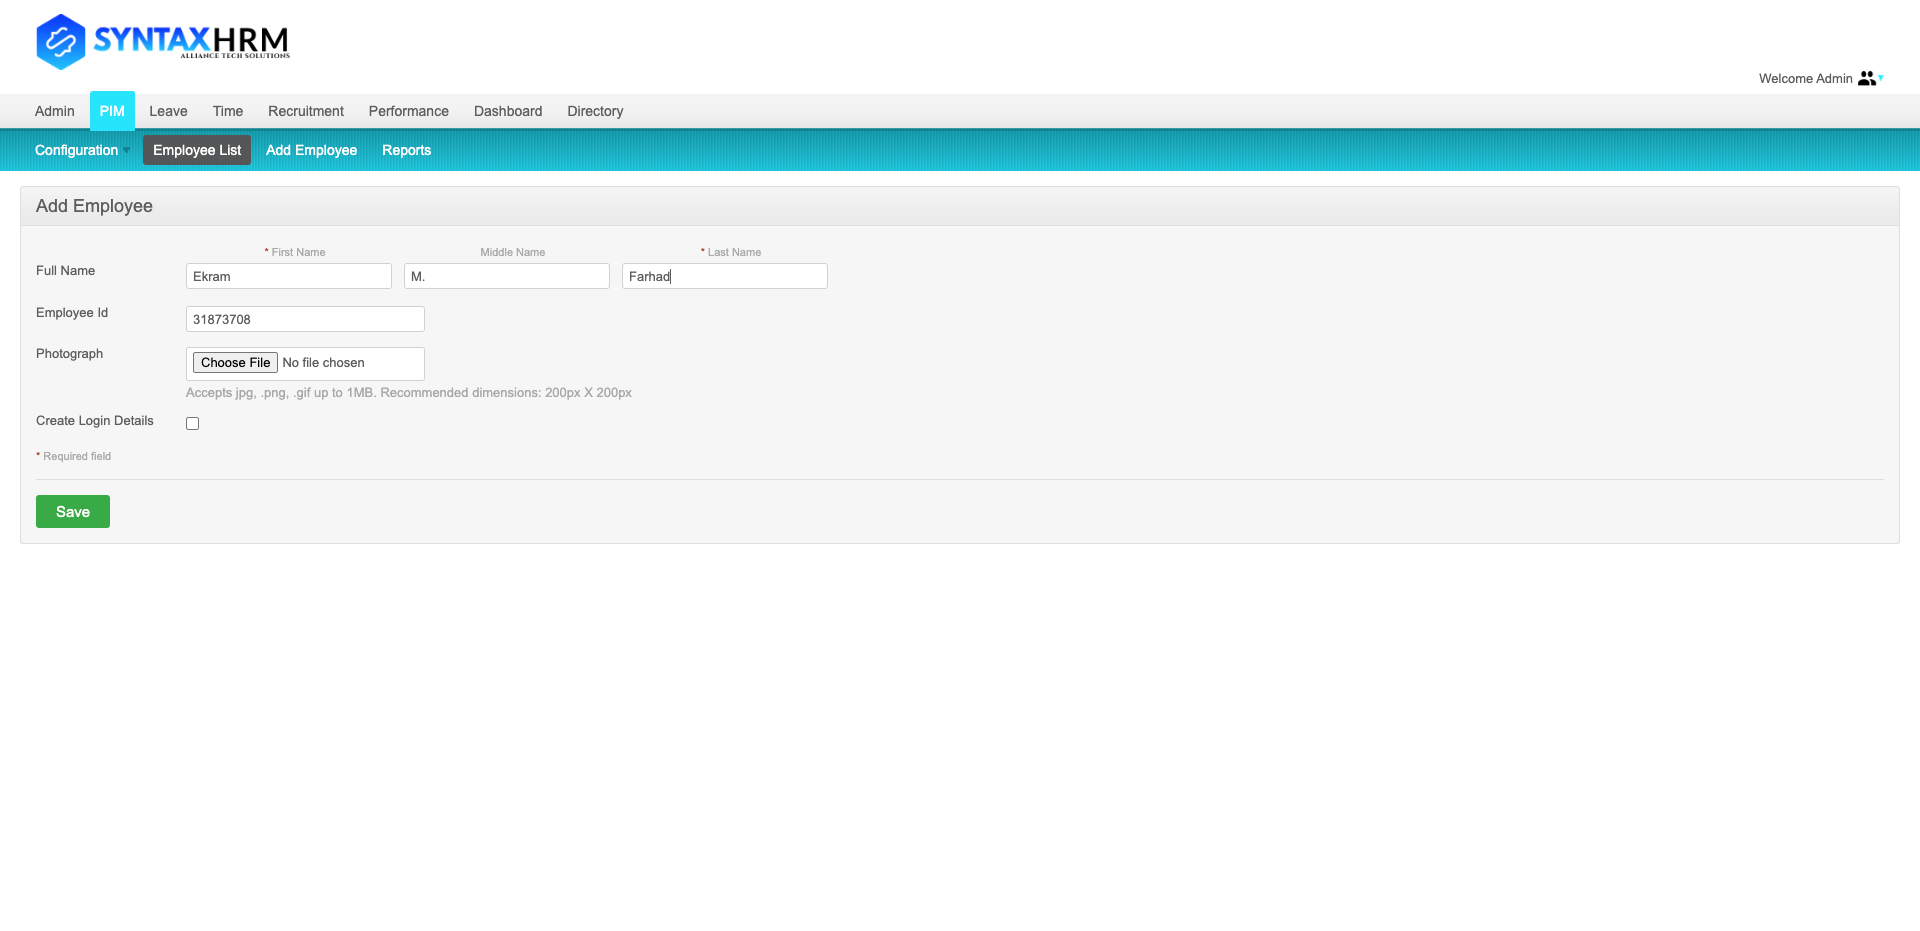 SYNTAXHRM
ALLIANCE TECH SOLUTIONS
Welcome Admin
Admin PIM Leave Time Recruitment Performance Dashboard Directory
Configuration Employee List Add Employee Reports
Add Employee
* First Name Middle Name * Last Name
Full Name Ekram M. Farhad
Employee Id 31873708
Photograph Choose File No file chosen
Accepts jpg, .png, .gif up to 1MB. Recommended dimensions: 200px X 200px
Create Login Details
* Required field
Save